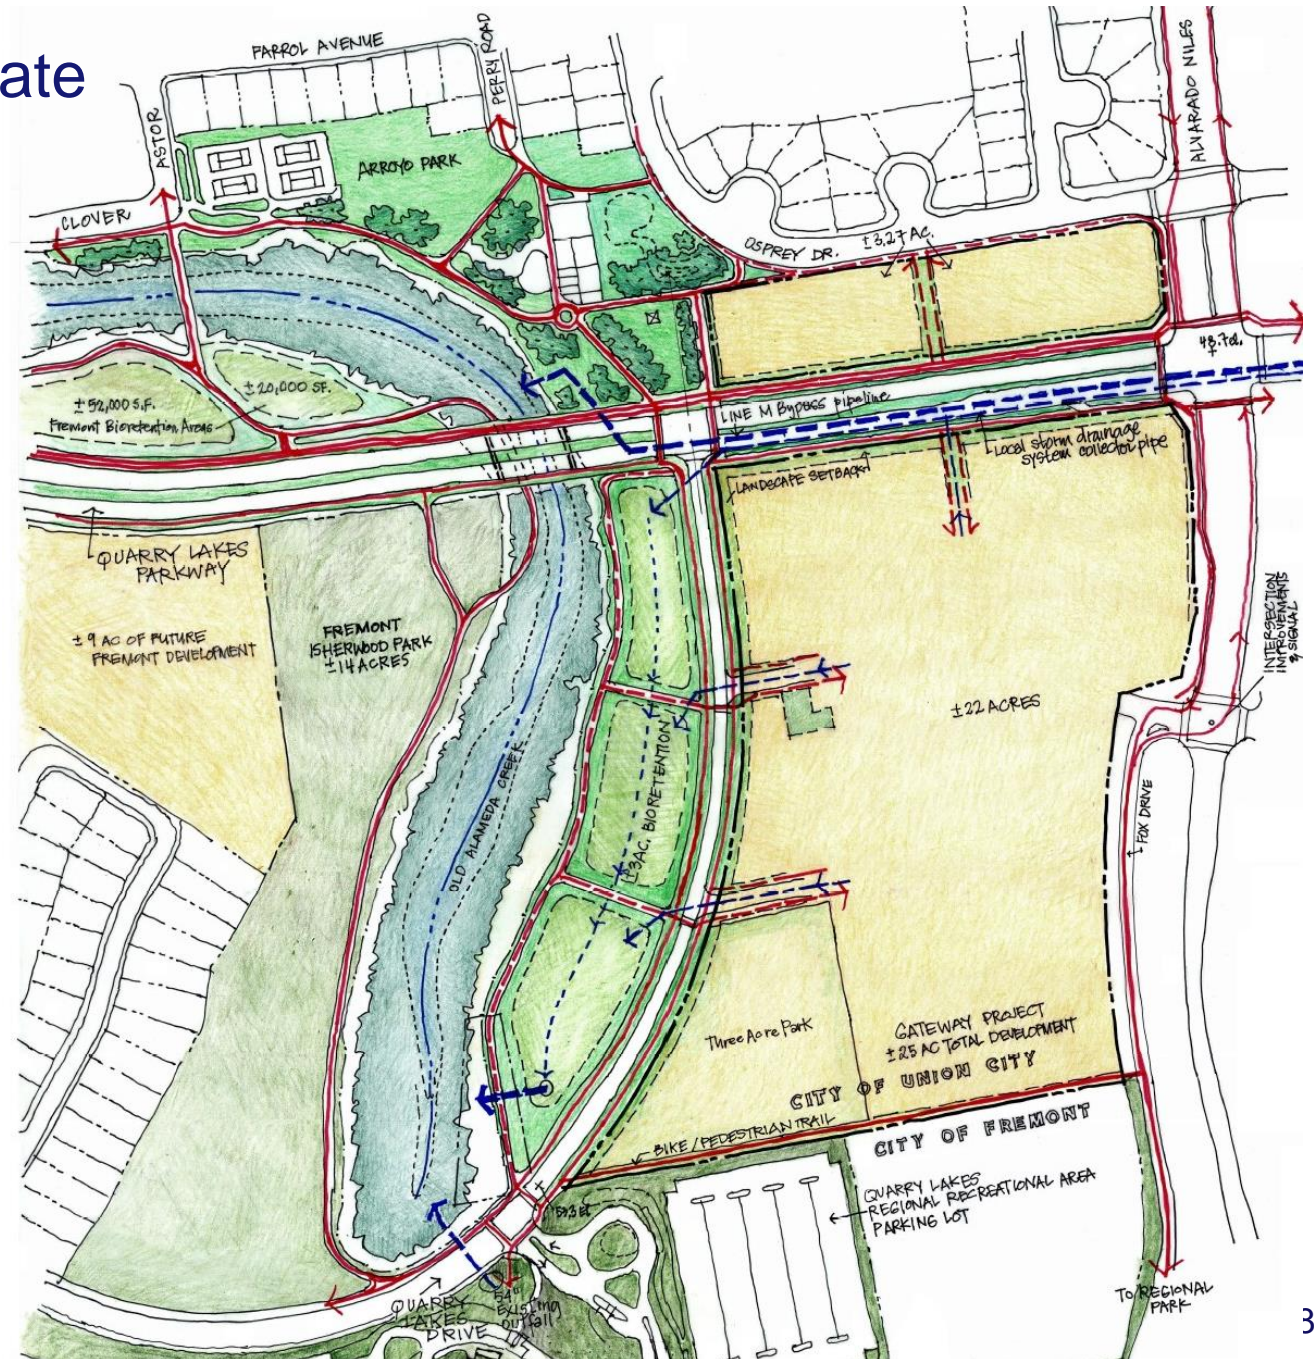 ate
FARROL AVENUE
PERRY ROAD
ALVARADO NILES
ASTOR
ARROYO PARK
CLOVER
OSPREY DR.
±3.27 AC.
±20,000 SF.
±52,000 S.F.
Fremont Bioretention Areas
LINE M Bypass pipeline
Local storm drainage
system collector pipe
LANDSCAPE SETBACK
QUARRY LAKES
PARKWAY
±9 AC OF FUTURE
FREMONT DEVELOPMENT
FREMONT
ISHERWOOD PARK
±14 ACRES
INTERSECTION
IMPROVEMENTS
& SIGNAL
±22 ACRES
OLD ALAMEDA CREEK
±3 AC. BIORETENTION
FOX DRIVE
Three Acre Park
GATEWAY PROJECT
±25 AC TOTAL DEVELOPMENT
CITY OF UNION CITY
BIKE/PEDESTRIAN TRAIL
CITY OF FREMONT
QUARRY LAKES
REGIONAL RECREATIONAL AREA
PARKING LOT
QUARRY
LAKES
DRIVE
54"
Existing
outfall
TO REGIONAL
PARK